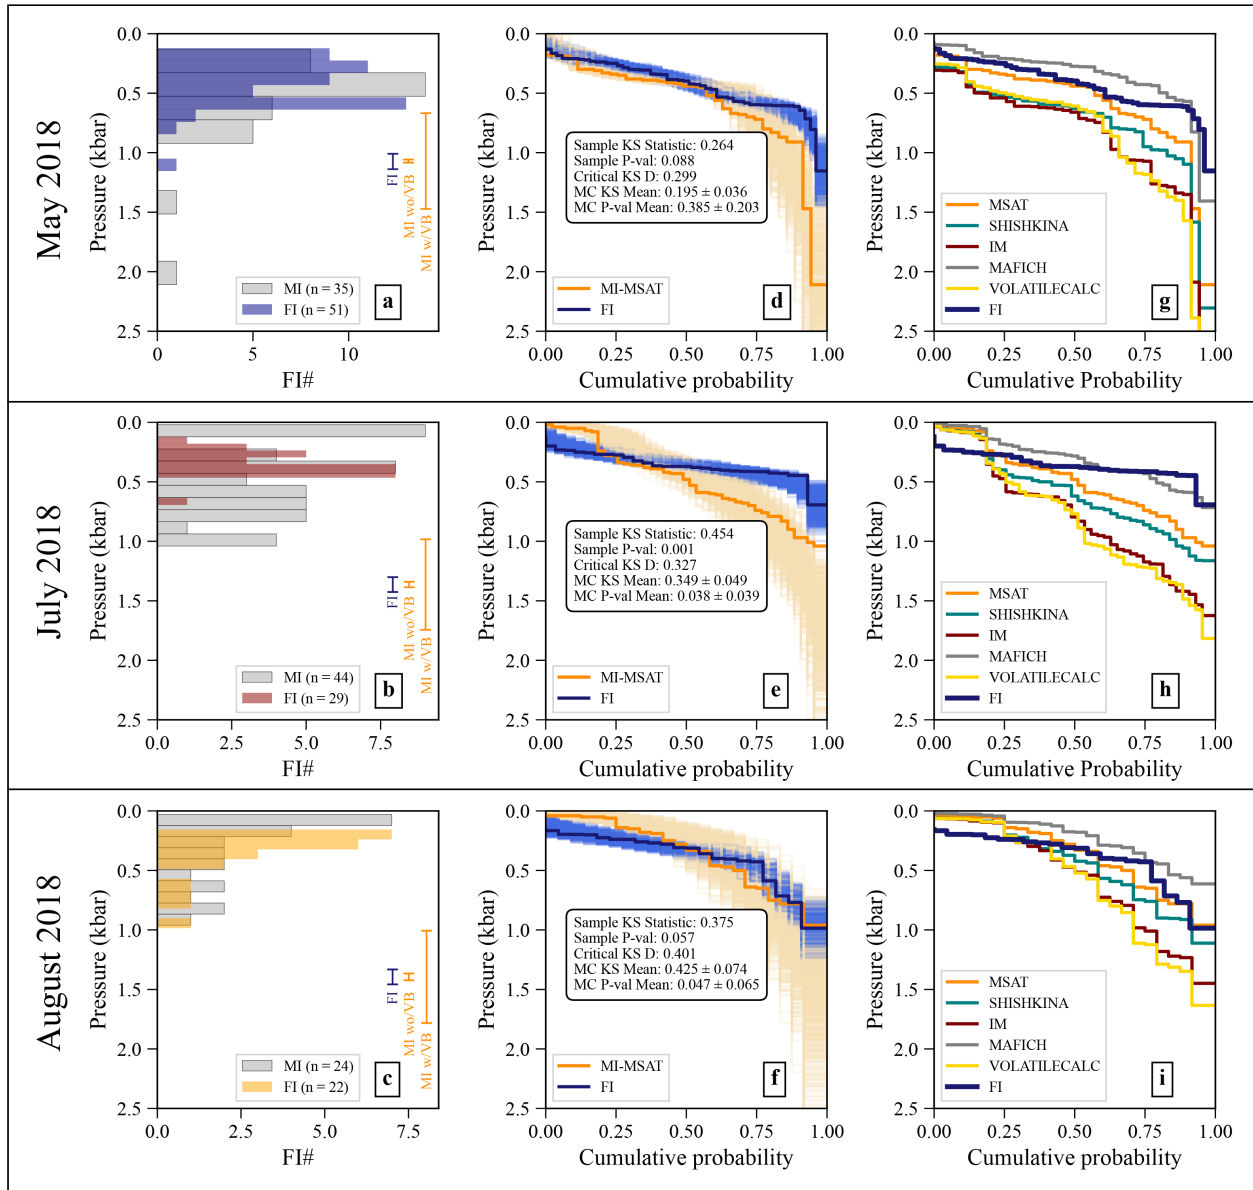 May 2018
0.0
0.5
1.0
1.5
2.0
2.5
Pressure (kbar)
0
5
10
FI#
FI
MI wo/VB
MI w/VB
MI (n = 35)
FI (n = 51)
a
0.0
0.5
1.0
1.5
2.0
2.5
Pressure (kbar)
Sample KS Statistic: 0.264
Sample P-val: 0.088
Critical KS D: 0.299
MC KS Mean: 0.195 ± 0.036
MC P-val Mean: 0.385 ± 0.203
MI-MSAT
FI
d
0.00
0.25
0.50
0.75
1.00
Cumulative probability
0.0
0.5
1.0
1.5
2.0
2.5
Pressure (kbar)
MSAT
SHISHKINA
IM
MAFICH
VOLATILECALC
FI
g
0.00
0.25
0.50
0.75
1.00
Cumulative Probability
July 2018
0.0
0.5
1.0
1.5
2.0
2.5
Pressure (kbar)
0.0
2.5
5.0
7.5
FI#
FI
MI wo/VB
MI w/VB
MI (n = 44)
FI (n = 29)
b
0.0
0.5
1.0
1.5
2.0
2.5
Pressure (kbar)
Sample KS Statistic: 0.454
Sample P-val: 0.001
Critical KS D: 0.327
MC KS Mean: 0.349 ± 0.049
MC P-val Mean: 0.038 ± 0.039
MI-MSAT
FI
e
0.00
0.25
0.50
0.75
1.00
Cumulative probability
0.0
0.5
1.0
1.5
2.0
2.5
Pressure (kbar)
MSAT
SHISHKINA
IM
MAFICH
VOLATILECALC
FI
h
0.00
0.25
0.50
0.75
1.00
Cumulative Probability
August 2018
0.0
0.5
1.0
1.5
2.0
2.5
Pressure (kbar)
0.0
2.5
5.0
7.5
FI#
FI
MI wo/VB
MI w/VB
MI (n = 24)
FI (n = 22)
c
0.0
0.5
1.0
1.5
2.0
2.5
Pressure (kbar)
Sample KS Statistic: 0.375
Sample P-val: 0.057
Critical KS D: 0.401
MC KS Mean: 0.425 ± 0.074
MC P-val Mean: 0.047 ± 0.065
MI-MSAT
FI
f
0.00
0.25
0.50
0.75
1.00
Cumulative probability
0.0
0.5
1.0
1.5
2.0
2.5
Pressure (kbar)
MSAT
SHISHKINA
IM
MAFICH
VOLATILECALC
FI
i
0.00
0.25
0.50
0.75
1.00
Cumulative probability